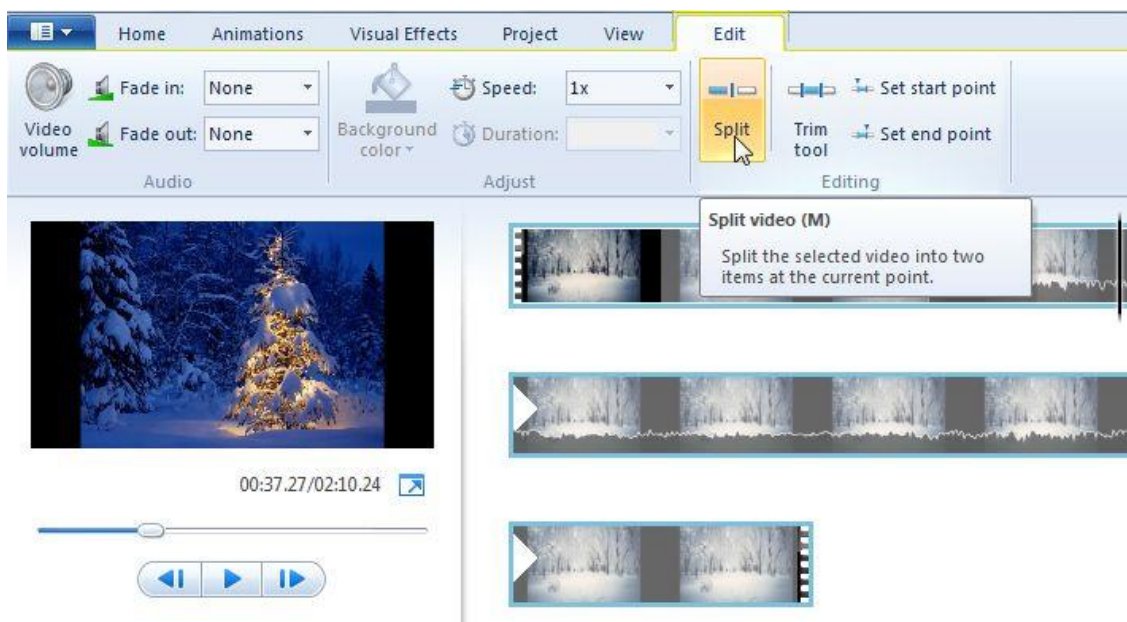 Home Animations Visual Effects Project View Edit
Fade in: None
Speed: 1x
Set start point
Video volume
Fade out: None
Background color
Duration:
Split
Trim tool
Set end point
Audio
Adjust
Editing
Split video (M)
Split the selected video into two
items at the current point.
00:37.27/02:10.24